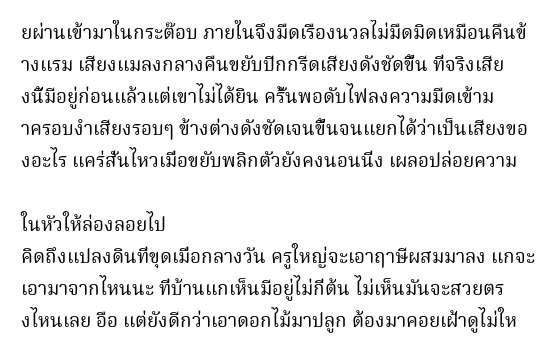 ยผ่านเข้ามาในกระต๊อบ ภายในจึงมืดเรืองนวลไม่มืดมิดเหมือนคืนข้
างแรม เสียงแมลงกลางคืนขยับปีกกรีดเสียงดังชัดขึ้น ที่จริงเสีย
งนี้มีอยู่ก่อนแล้วแต่เขาไม่ได้ยิน ครั้นพอดับไฟลงความมืดเข้าม
าครอบงำเสียงรอบๆ ข้างต่างดังชัดเจนขึ้นจนแยกได้ว่าเป็นเสียงขอ
งอะไร แคร่สั่นไหวเมื่อขยับพลิกตัวยังคงนอนนิ่ง เผลอปล่อยความ
ในหัวให้ล่องลอยไป
คิดถึงแปลงดินที่ขุดเมื่อกลางวัน ครูใหญ่จะเอาฤาษีผสมมาลง แกจะ
เอามาจากไหนนะ ที่บ้านแกเห็นมีอยู่ไม่กี่ต้น ไม่เห็นมันจะสวยตร
งไหนเลย อือ แต่ยังดีกว่าเอาดอกไม้มาปลูก ต้องมาคอยเฝ้าดูไม่ให